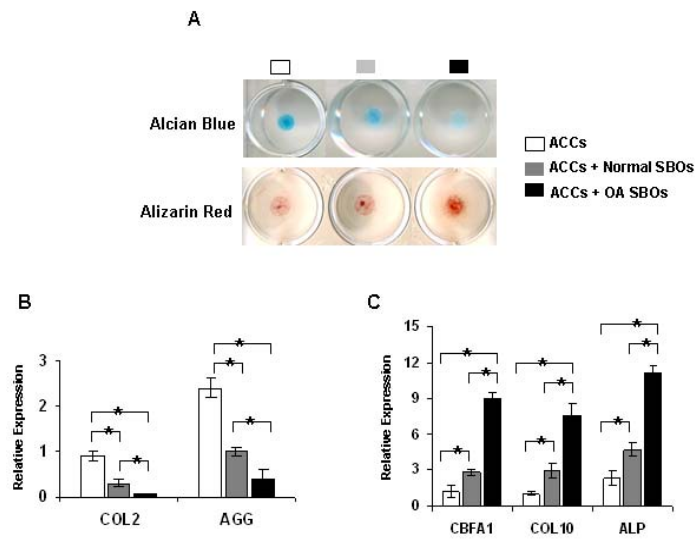 A
Alcian Blue
Alizarin Red
ACCs
ACCs + Normal SBOs
ACCs + OA SBOs
B
Relative Expression
3
2
1
0
*
*
*
*
*
*
COL2
AGG
C
Relative Expression
15
12
9
6
3
0
*
*
*
*
*
*
*
*
*
CBFA1
COL10
ALP